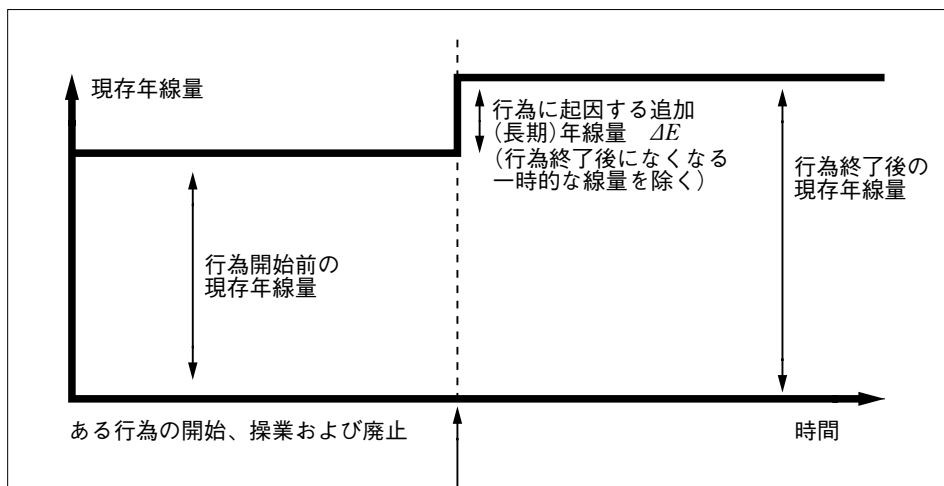 現存年線量
行為に起因する追加
(長期)年線量 ΔE
(行為終了後になくなる
一時的な線量を除く)
行為終了後の
現存年線量
行為開始前の
現存年線量
ある行為の開始、操業および廃止
時間